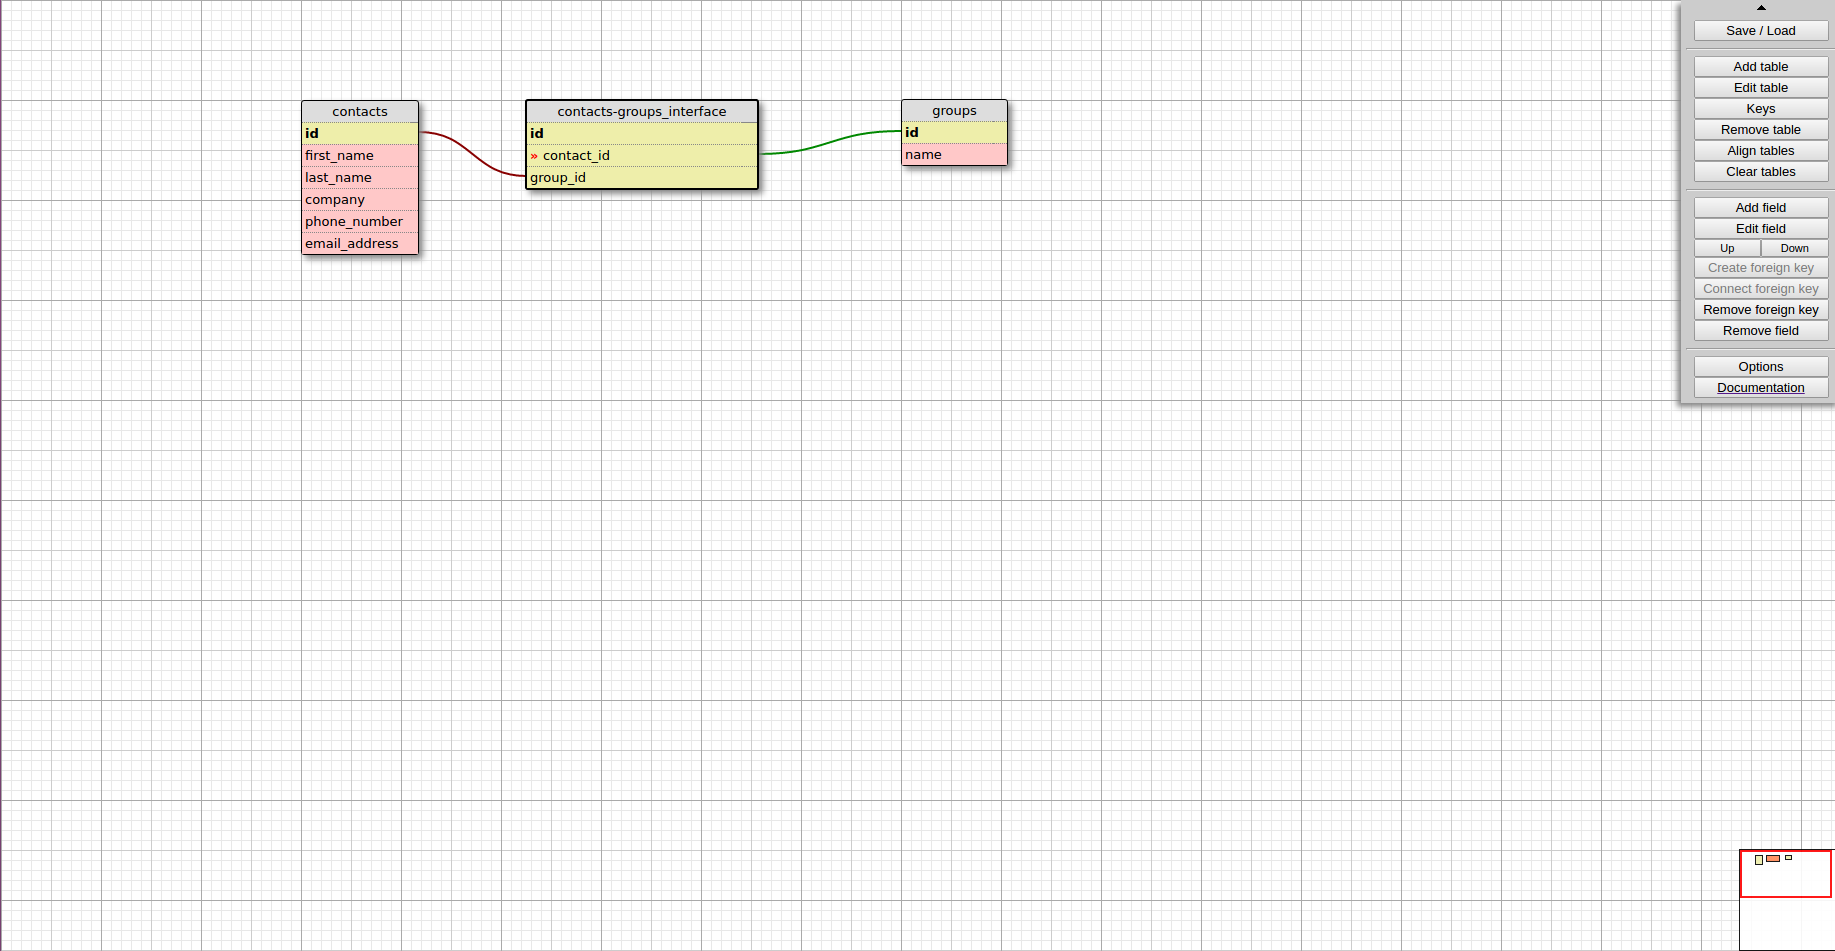 contacts
id
first_name
last_name
company
phone_number
email_address
contacts-groups_interface
id
» contact_id
group_id
groups
id
name
Save / Load
Add table
Edit table
Keys
Remove table
Align tables
Clear tables
Add field
Edit field
Up Down
Create foreign key
Connect foreign key
Remove foreign key
Remove field
Options
Documentation